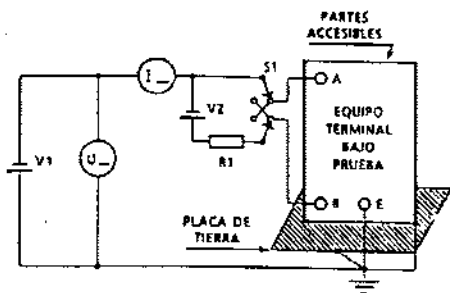 PARTES
ACCESIBLES
I
S1
A
V2
EQUIPO
TERMINAL
BAJO
PRUEBA
V1
U
R1
B
E
PLACA DE
TIERRA